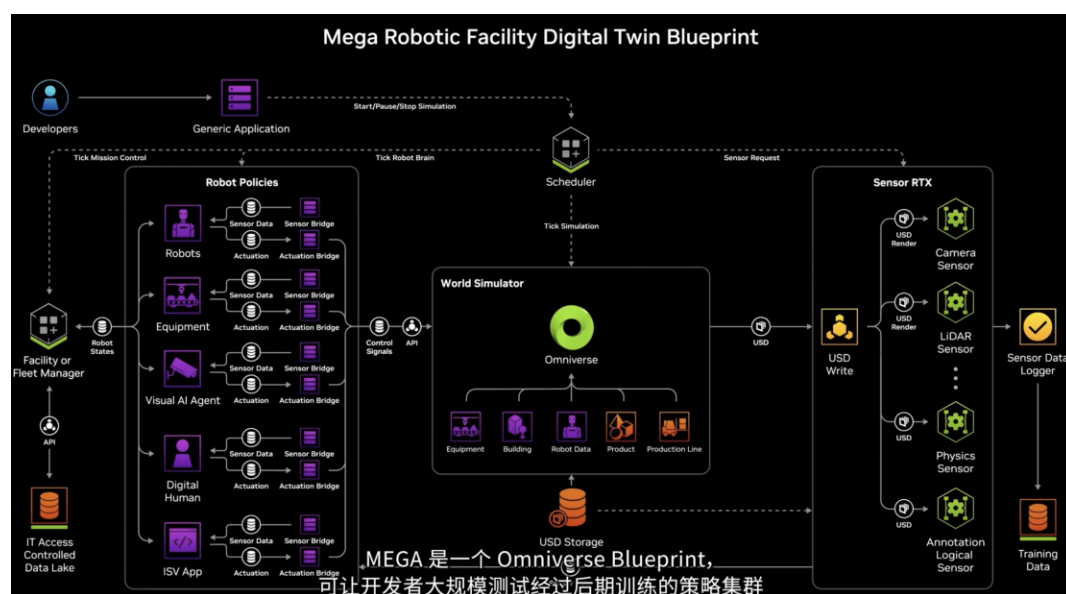 Mega Robotic Facility Digital Twin Blueprint
Developers
Generic Application
Start/Pause/Stop Simulation
Scheduler
Tick Mission Control
Tick Robot Brain
Sensor Request
Tick Simulation
Facility or
Fleet Manager
Robot
States
API
IT Access
Controlled
Data Lake
Robot Policies
Robots
Sensor Data
Sensor Bridge
Actuation
Actuation Bridge
Equipment
Sensor Data
Sensor Bridge
Actuation
Actuation Bridge
Visual AI Agent
Sensor Data
Sensor Bridge
Actuation
Actuation Bridge
Digital
Human
Sensor Data
Sensor Bridge
Actuation
Actuation Bridge
ISV App
Sensor Data
Sensor Bridge
Actuation
Actuation Bridge
Control
Signals
API
World Simulator
Omniverse
Equipment
Building
Robot Data
Product
Production Line
USD Storage
USD
USD
Write
Sensor RTX
USD
Render
Camera
Sensor
USD
Render
LiDAR
Sensor
USD
Physics
Sensor
USD
Annotation
Logical
Sensor
Sensor Data
Logger
Training
Data
MEGA 是一个 Omniverse Blueprint,
可让开发者大规模测试经过后期训练的策略集群